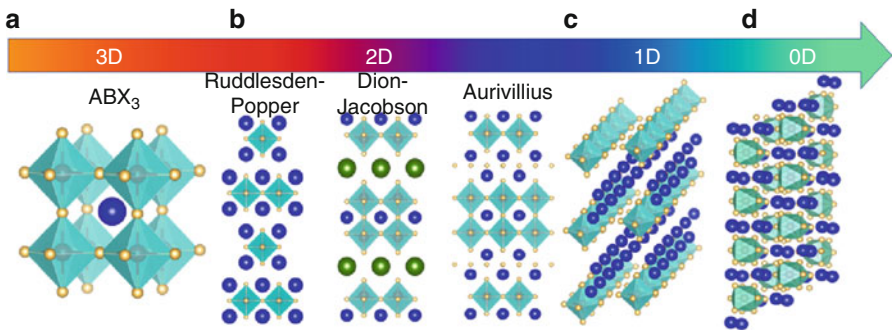 a b c d
3D 2D 1D 0D
ABX₃
Ruddlesden-
Popper
Dion-
Jacobson
Aurivillius